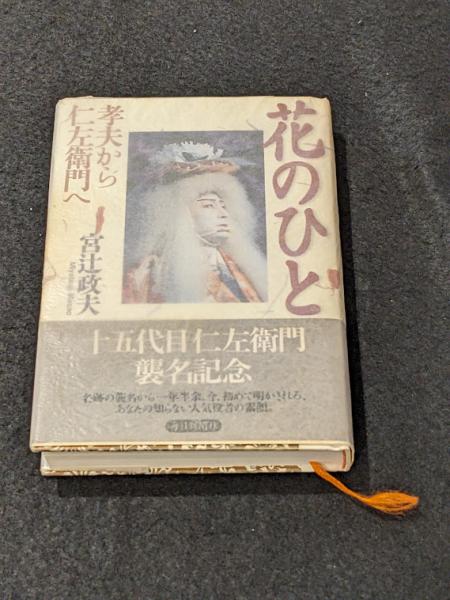 花のひと
孝夫から
仁左衛門へ
宮辻政夫
十五代目仁左衛門
襲名記念
名跡の襲名から一年半余、今、初めて明かされる、
あなたの知らない人気役者の素顔。
毎日新聞社